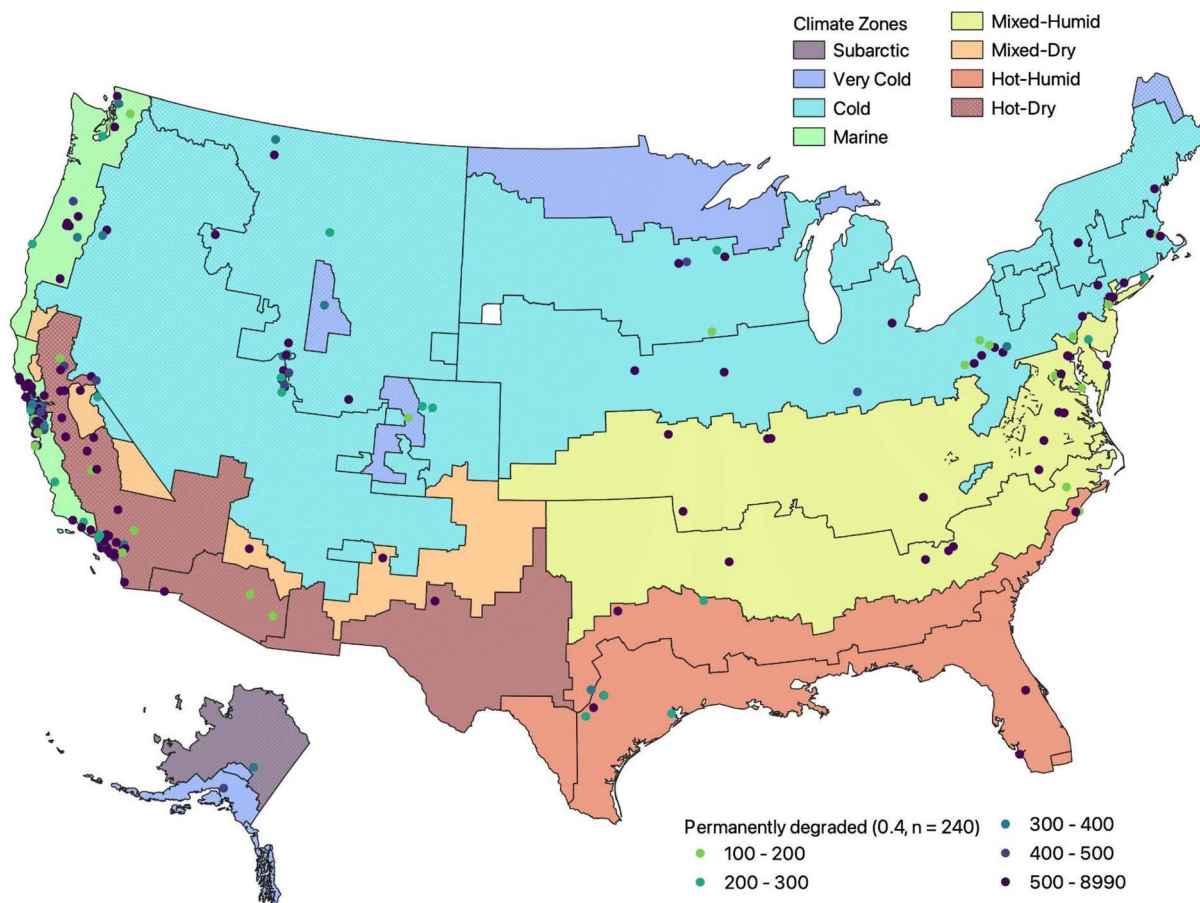 Climate Zones
Subarctic
Very Cold
Cold
Marine
Mixed-Humid
Mixed-Dry
Hot-Humid
Hot-Dry
Permanently degraded (0.4, n = 240)
100 - 200
200 - 300
300 - 400
400 - 500
500 - 8990